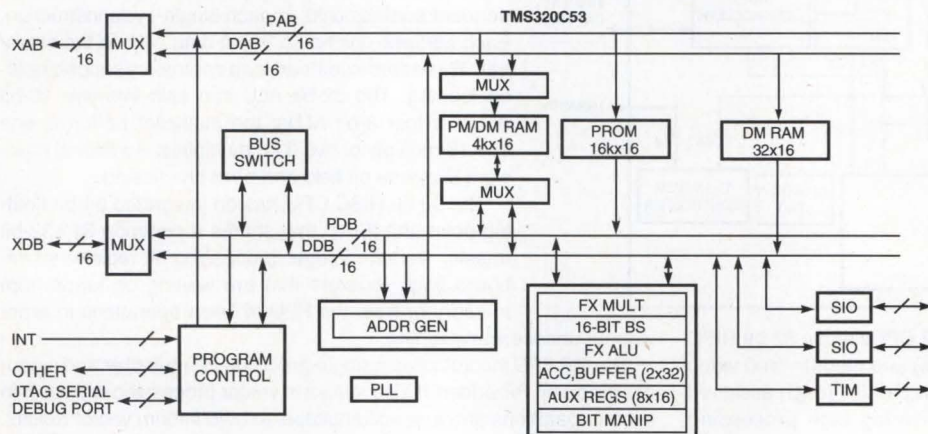 TMS320C53
PAB
XAB
MUX
16
DAB
16
16
MUX
PM/DM RAM
4kx16
PROM
16kx16
DM RAM
32x16
BUS
SWITCH
MUX
PDB
XDB
MUX
16
DDB
16
16
FX MULT
SIO
16-BIT BS
ADDR GEN
FX ALU
INT
PROGRAM
CONTROL
SIO
ACC,BUFFER (2x32)
OTHER
PLL
AUX REGS (8x16)
TIM
JTAG SERIAL
DEBUG PORT
BIT MANIP